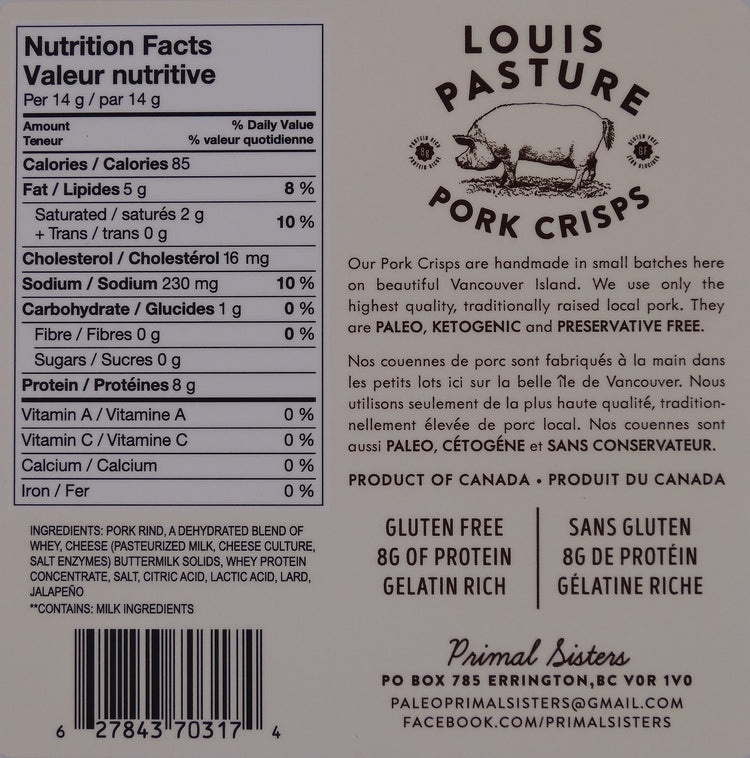 Nutrition Facts
Valeur nutritive
Per 14 g / par 14 g
Amount % Daily Value
Teneur % valeur quotidienne
Calories / Calories 85
Fat / Lipides 5 g 8 %
Saturated / saturés 2 g
+ Trans / trans 0 g 10 %
Cholesterol / Cholestérol 16 mg
Sodium / Sodium 230 mg 10 %
Carbohydrate / Glucides 1 g 0 %
Fibre / Fibres 0 g 0 %
Sugars / Sucres 0 g
Protein / Protéines 8 g
Vitamin A / Vitamine A 0 %
Vitamin C / Vitamine C 0 %
Calcium / Calcium 0 %
Iron / Fer 0 %
INGREDIENTS: PORK RIND, A DEHYDRATED BLEND OF
WHEY, CHEESE (PASTEURIZED MILK, CHEESE CULTURE,
SALT ENZYMES) BUTTERMILK SOLIDS, WHEY PROTEIN
CONCENTRATE, SALT, CITRIC ACID, LACTIC ACID, LARD,
JALAPEÑO
**CONTAINS: MILK INGREDIENTS
6 27843 70317 4
LOUIS
PASTURE
PROTEIN RICH
8g
PROTÉIN RICHE
GLUTEN FREE
GF
PORK CRISPS
Our Pork Crisps are handmade in small batches here
on beautiful Vancouver Island. We use only the
highest quality, traditionally raised local pork. They
are PALEO, KETOGENIC and PRESERVATIVE FREE.
Nos couennes de porc sont fabriqués à la main dans
les petits lots ici sur la belle île de Vancouver. Nous
utilisons seulement de la plus haute qualité, tradition-
nellement élevée de porc local. Nos couennes sont
aussi PALEO, CÉTOGÉNE et SANS CONSERVATEUR.
PRODUCT OF CANADA • PRODUIT DU CANADA
GLUTEN FREE
8G OF PROTEIN
GELATIN RICH
SANS GLUTEN
8G DE PROTÉIN
GÉLATINE RICHE
Primal Sisters
PO BOX 785 ERRINGTON,BC V0R 1V0
PALEOPRIMALSISTERS@GMAIL.COM
FACEBOOK.COM/PRIMALSISTERS